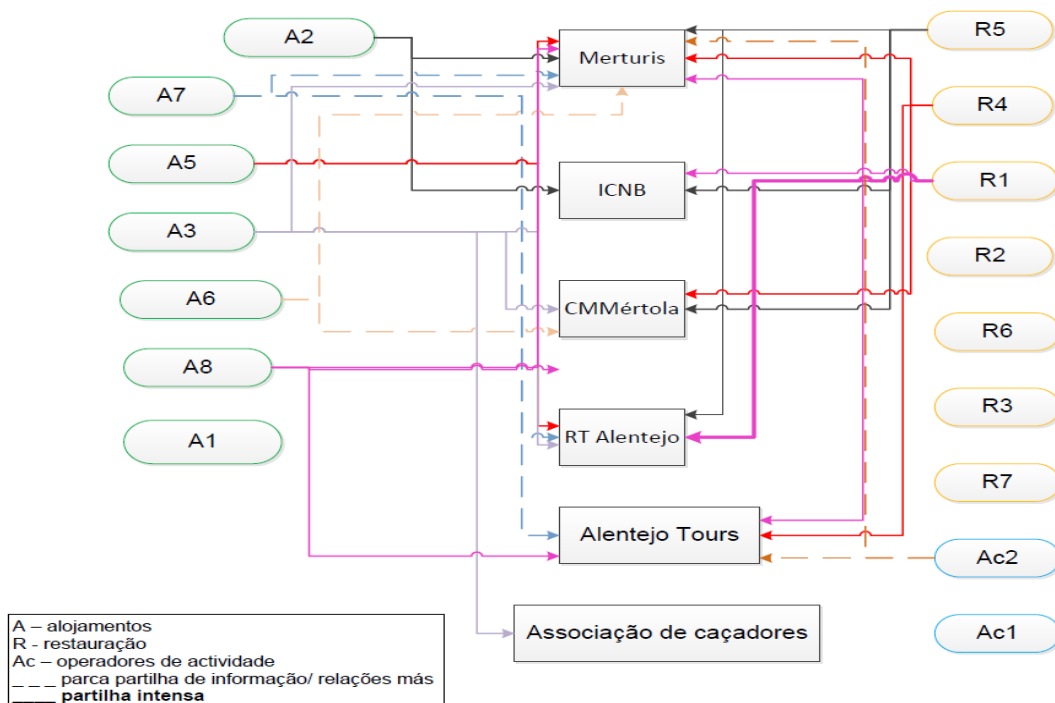 A2
A7
A5
A3
A6
A8
A1
Merturis
ICNB
CMMértola
RT Alentejo
Alentejo Tours
Associação de caçadores
R5
R4
R1
R2
R6
R3
R7
Ac2
Ac1
A – alojamentos
R - restauração
Ac – operadores de actividade
_ _ _ parca partilha de informação/ relações más
____ partilha intensa